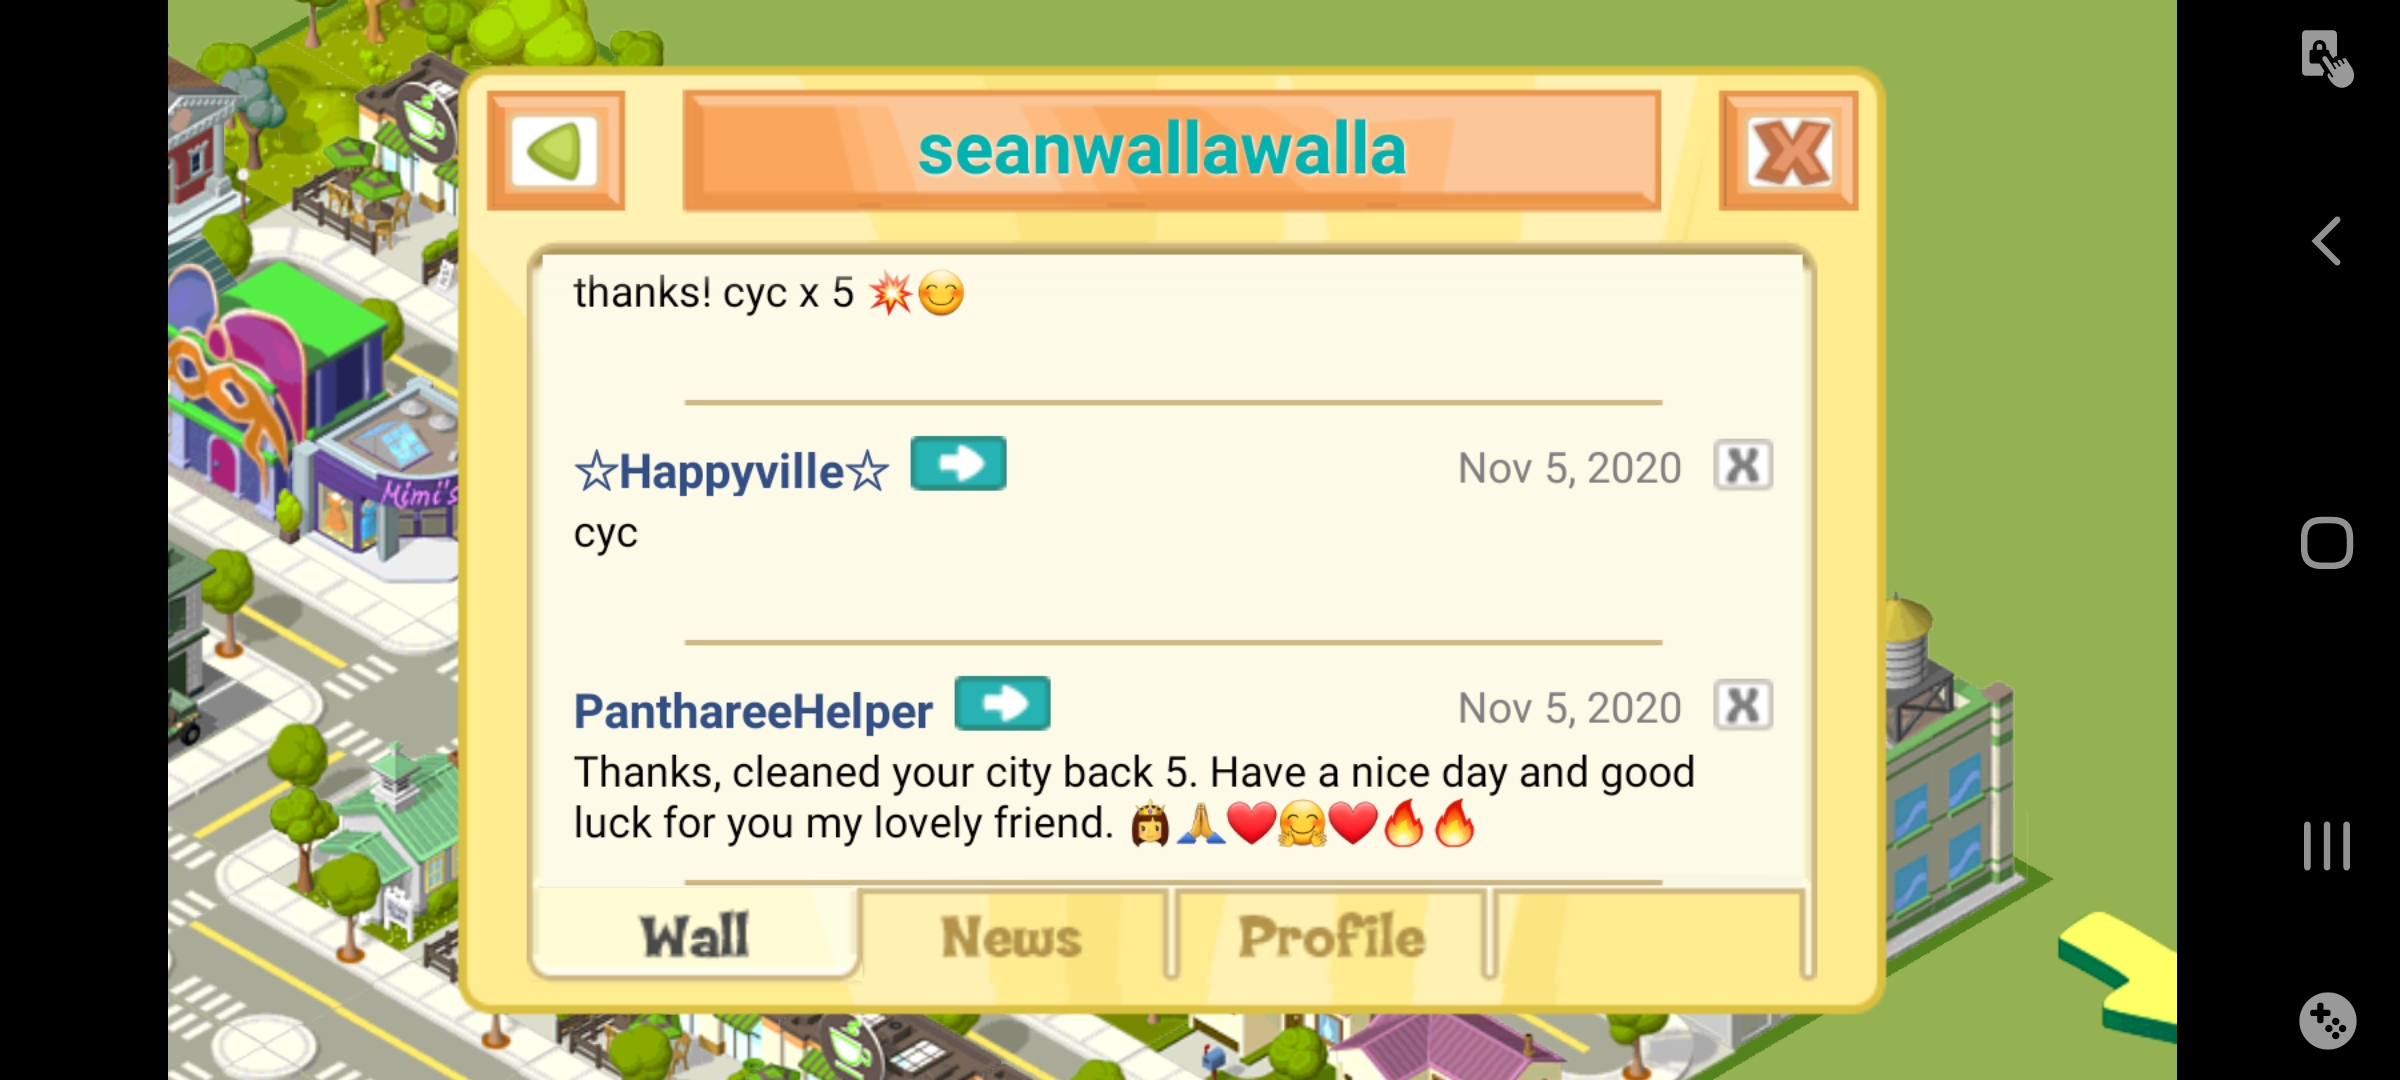 seanwallawalla
thanks! cyc x 5 💥😊
☆Happyville☆
Nov 5, 2020
cyc
Mimi's
PanthareeHelper
Nov 5, 2020
Thanks, cleaned your city back 5. Have a nice day and good
luck for you my lovely friend. 👸🙏❤️🤗❤️🔥🔥
Wall
News
Profile